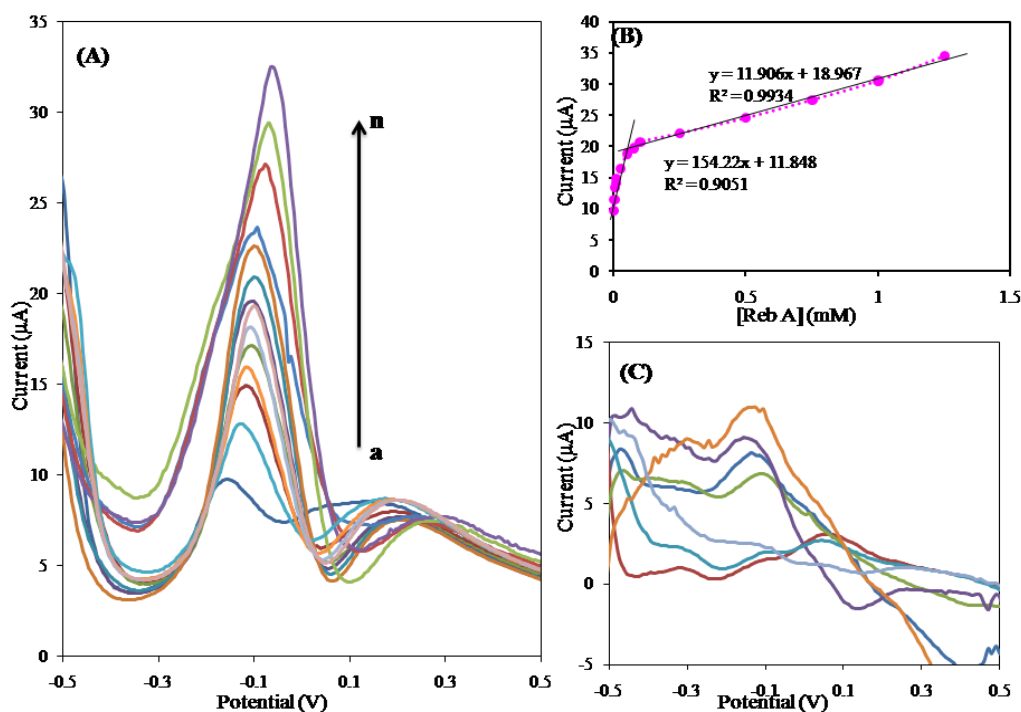 (A)
35
30
25
20
15
10
5
0
-0.5
-0.3
-0.1
0.1
0.3
0.5
Current (µA)
Potential (V)
n
a
(B)
40
35
30
25
20
15
10
5
0
0
0.5
1
1.5
Current (µA)
[Reb A] (mM)
y = 11.906x + 18.967
R² = 0.9934
y = 154.22x + 11.848
R² = 0.9051
(C)
15
10
5
0
-5
-0.5
-0.3
-0.1
0.1
0.3
0.5
Current (µA)
Potential (V)